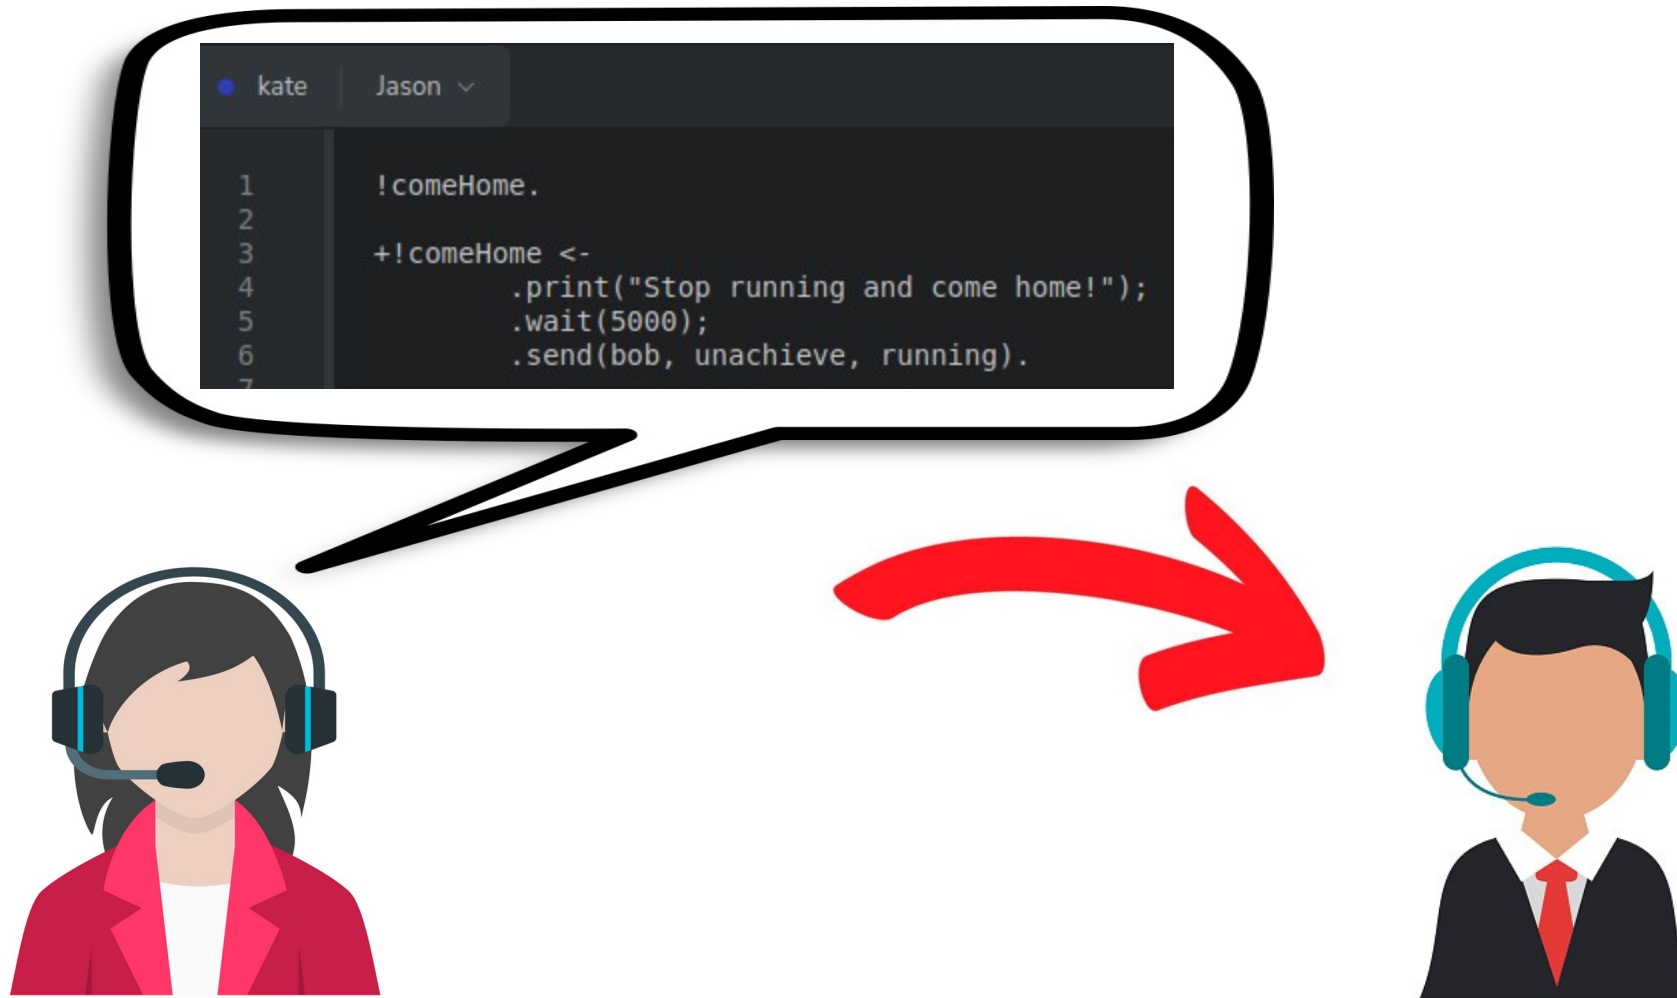 kate Jason
1 !comeHome.
2
3 +!comeHome <-
4 .print("Stop running and come home!");
5 .wait(5000);
6 .send(bob, unachieve, running).
7